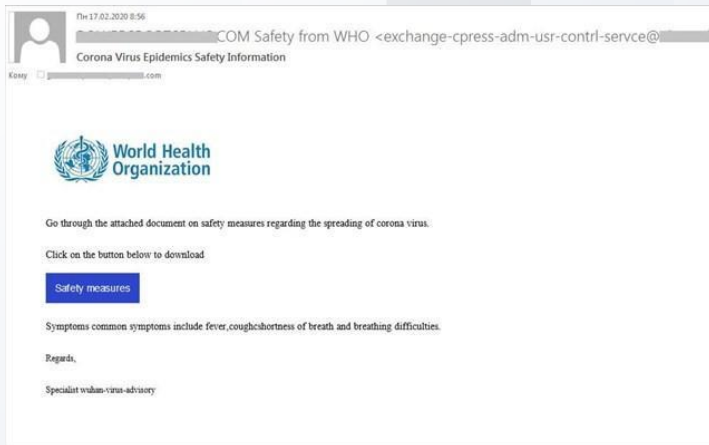 Пн 17.02.2020 8:56
COM Safety from WHO <exchange-cpress-adm-usr-contrl-servce@
Corona Virus Epidemics Safety Information
Кому .com
World Health
Organization
Go through the attached document on safety measures regarding the spreading of corona virus.
Click on the button below to download
Safety measures
Symptoms common symptoms include fever,coughcshortness of breath and breathing difficulties.
Regards,
Specialist wuhan-virus-advisory